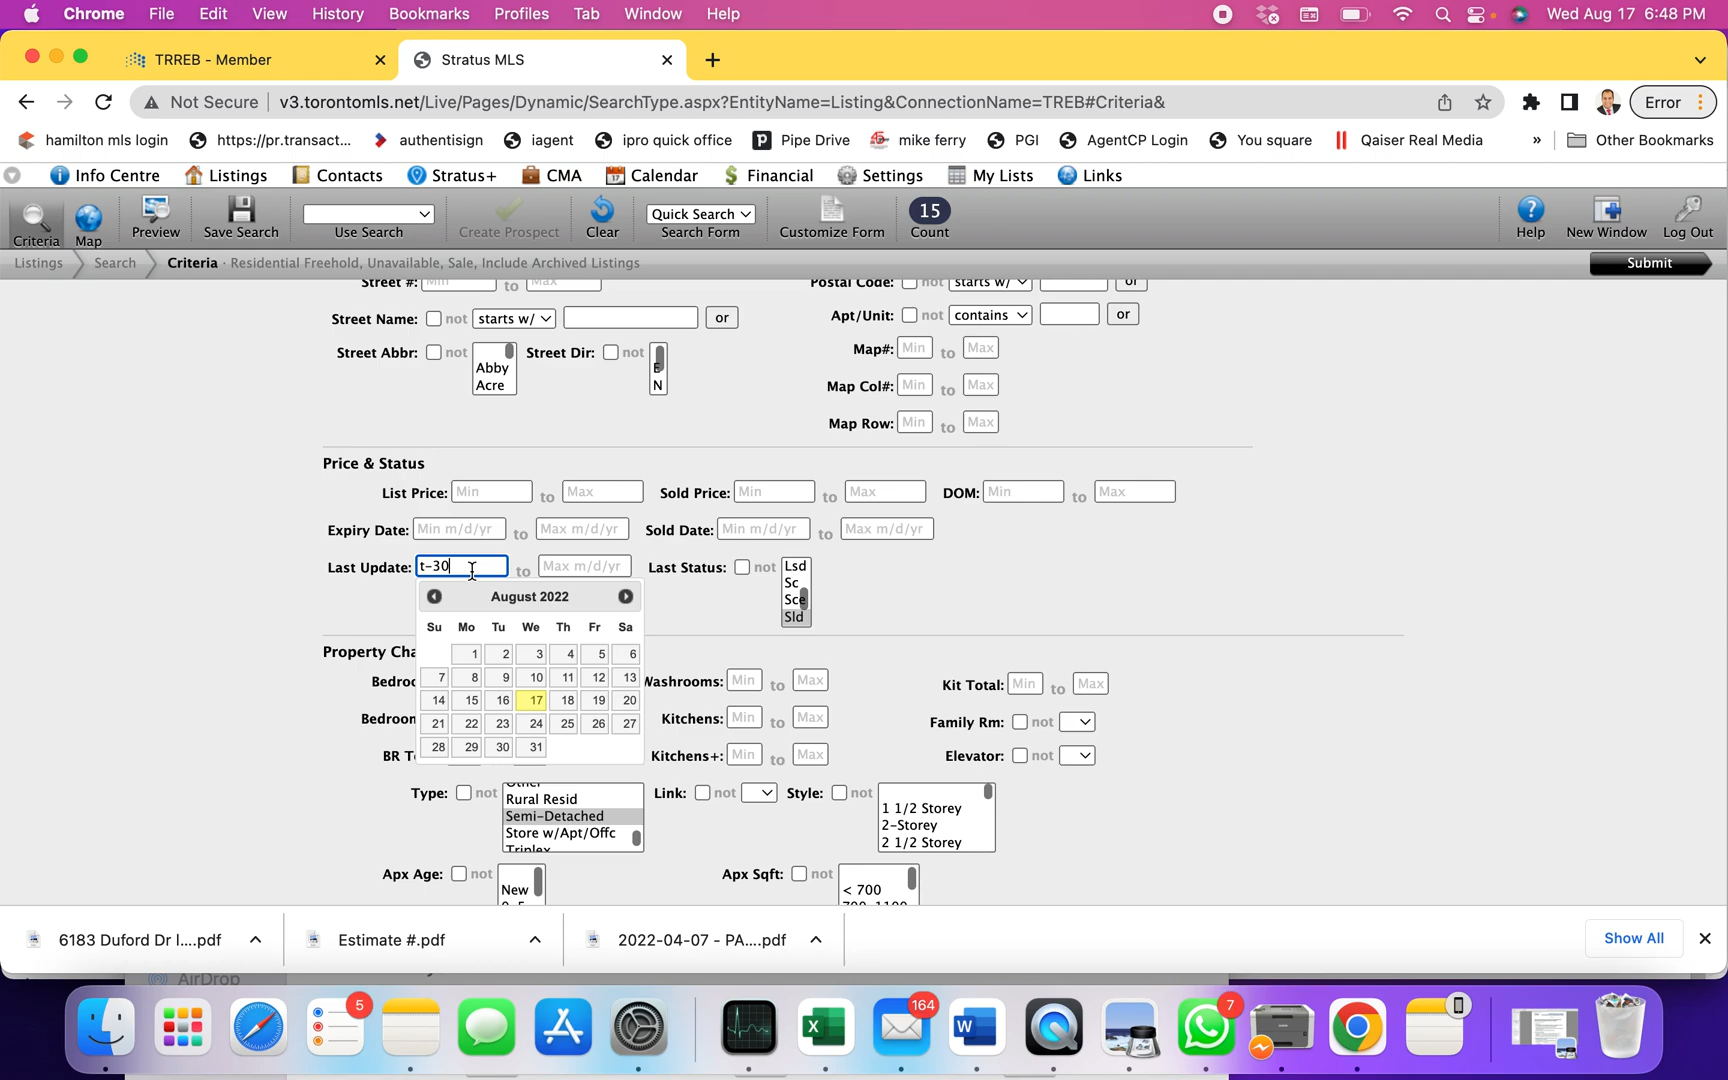 Chrome File Edit View History Bookmarks Profiles Tab Window Help Wed Aug 17 6:48 PM
TRREB - Member Stratus MLS
Not Secure v3.torontomls.net/Live/Pages/Dynamic/SearchType.aspx?EntityName=Listing&ConnectionName=TREB#Criteria& Error
hamilton mls login https://pr.transact... authentisign iagent ipro quick office Pipe Drive mike ferry PGI AgentCP Login You square Qaiser Real Media » Other Bookmarks
Info Centre Listings Contacts Stratus+ CMA Calendar Financial Settings My Lists Links
Quick Search 15
Criteria Map Preview Save Search Use Search Create Prospect Clear Search Form Customize Form Count Help New Window Log Out
Listings Search Criteria · Residential Freehold, Unavailable, Sale, Include Archived Listings Submit
Street #: Min to Max Postal Code: not starts w/ or
Street Name: not starts w/ or Apt/Unit: not contains or
Street Abbr: not Abby Acre Street Dir: not E N Map#: Min to Max
Map Col#: Min to Max
Map Row: Min to Max
Price & Status
List Price: Min to Max Sold Price: Min to Max DOM: Min to Max
Expiry Date: Min m/d/yr to Max m/d/yr Sold Date: Min m/d/yr to Max m/d/yr
Last Update: t-30 to Max m/d/yr Last Status: not Lsd
Sc
August 2022 Sce
Sld
Su Mo Tu We Th Fr Sa
1 2 3 4 5 6
7 8 9 10 11 12 13
14 15 16 17 18 19 20
21 22 23 24 25 26 27
28 29 30 31
Property Cha
Bedroo Washrooms: Min to Max Kit Total: Min to Max
Bedroom Kitchens: Min to Max Family Rm: not
BR T Kitchens+: Min to Max Elevator: not
Type: not Other Link: not Style: not
Rural Resid 1 1/2 Storey
Semi-Detached 2-Storey
Store w/Apt/Offc 2 1/2 Storey
Triplex
Apx Age: not New Apx Sqft: not < 700
700-1100
6183 Duford Dr I....pdf Estimate #.pdf 2022-04-07 - PA....pdf Show All
AirDrop
5 164 7